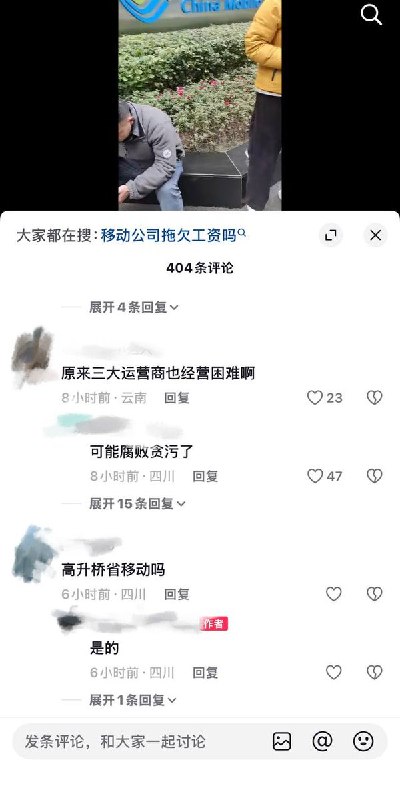 China Mobile
大家都在搜：移动公司拖欠工资吗
404条评论
展开4条回复
原来三大运营商也经营困难啊
8小时前·云南 回复 23
可能腐败贪污了
8小时前·四川 回复 47
展开15条回复
高升桥省移动吗
6小时前·四川 回复
作者
是的
6小时前·四川 回复
展开1条回复
发条评论，和大家一起讨论